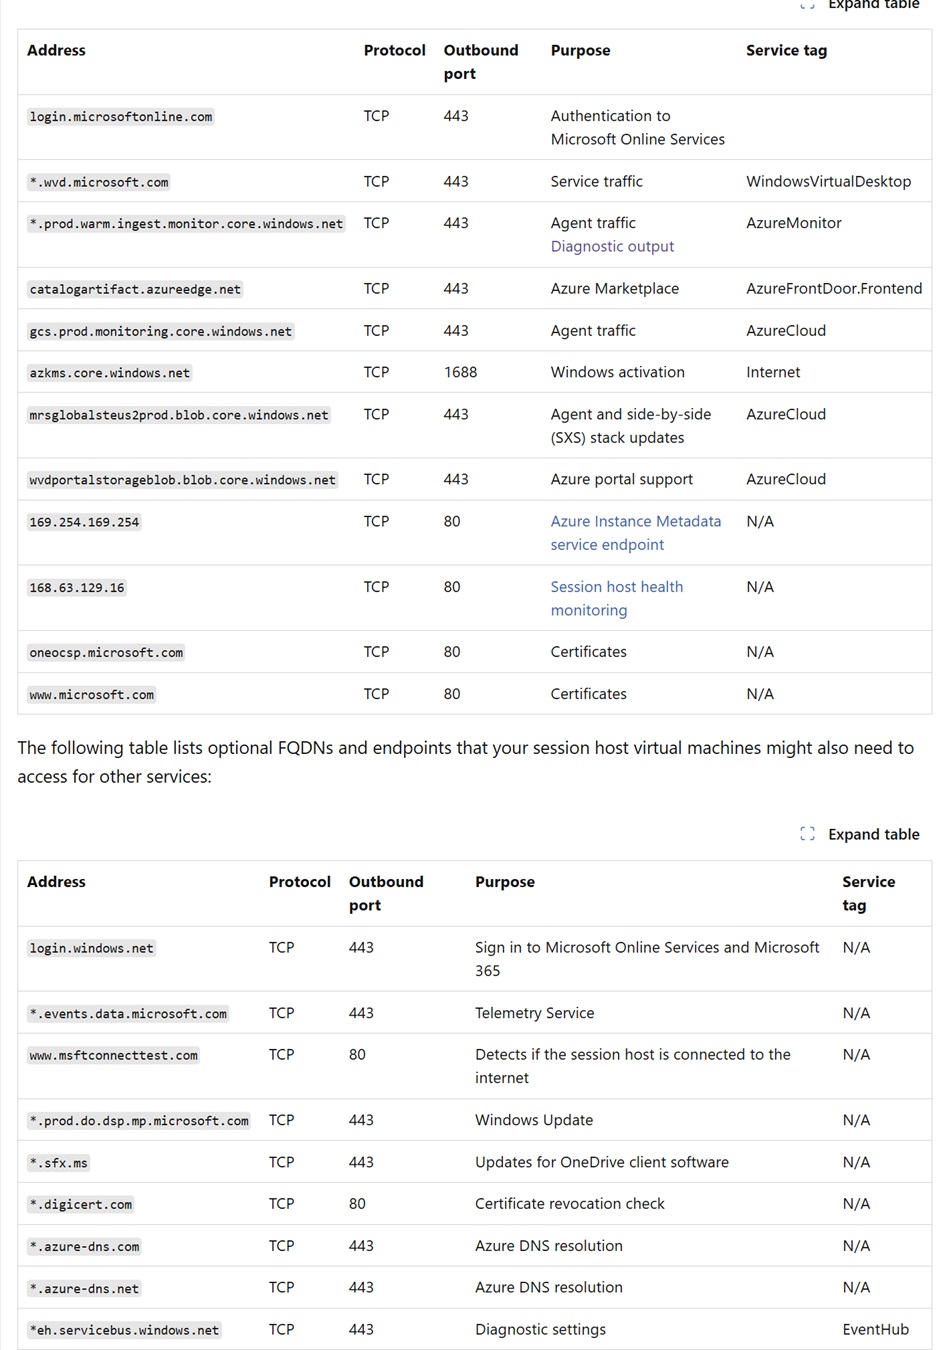 Expand table
Address Protocol Outbound port Purpose Service tag
login.microsoftonline.com TCP 443 Authentication to Microsoft Online Services
*.wvd.microsoft.com TCP 443 Service traffic WindowsVirtualDesktop
*.prod.warm.ingest.monitor.core.windows.net TCP 443 Agent traffic Diagnostic output AzureMonitor
catalogartifact.azureedge.net TCP 443 Azure Marketplace AzureFrontDoor.Frontend
gcs.prod.monitoring.core.windows.net TCP 443 Agent traffic AzureCloud
azkms.core.windows.net TCP 1688 Windows activation Internet
mrsglobalsteus2prod.blob.core.windows.net TCP 443 Agent and side-by-side (SXS) stack updates AzureCloud
wvdportalstorageblob.blob.core.windows.net TCP 443 Azure portal support AzureCloud
169.254.169.254 TCP 80 Azure Instance Metadata service endpoint N/A
168.63.129.16 TCP 80 Session host health monitoring N/A
oneocsp.microsoft.com TCP 80 Certificates N/A
www.microsoft.com TCP 80 Certificates N/A
The following table lists optional FQDNs and endpoints that your session host virtual machines might also need to
access for other services:
Expand table
Address Protocol Outbound port Purpose Service tag
login.windows.net TCP 443 Sign in to Microsoft Online Services and Microsoft 365 N/A
*.events.data.microsoft.com TCP 443 Telemetry Service N/A
www.msftconnecttest.com TCP 80 Detects if the session host is connected to the internet N/A
*.prod.do.dsp.mp.microsoft.com TCP 443 Windows Update N/A
*.sfx.ms TCP 443 Updates for OneDrive client software N/A
*.digicert.com TCP 80 Certificate revocation check N/A
*.azure-dns.com TCP 443 Azure DNS resolution N/A
*.azure-dns.net TCP 443 Azure DNS resolution N/A
*eh.servicebus.windows.net TCP 443 Diagnostic settings EventHub